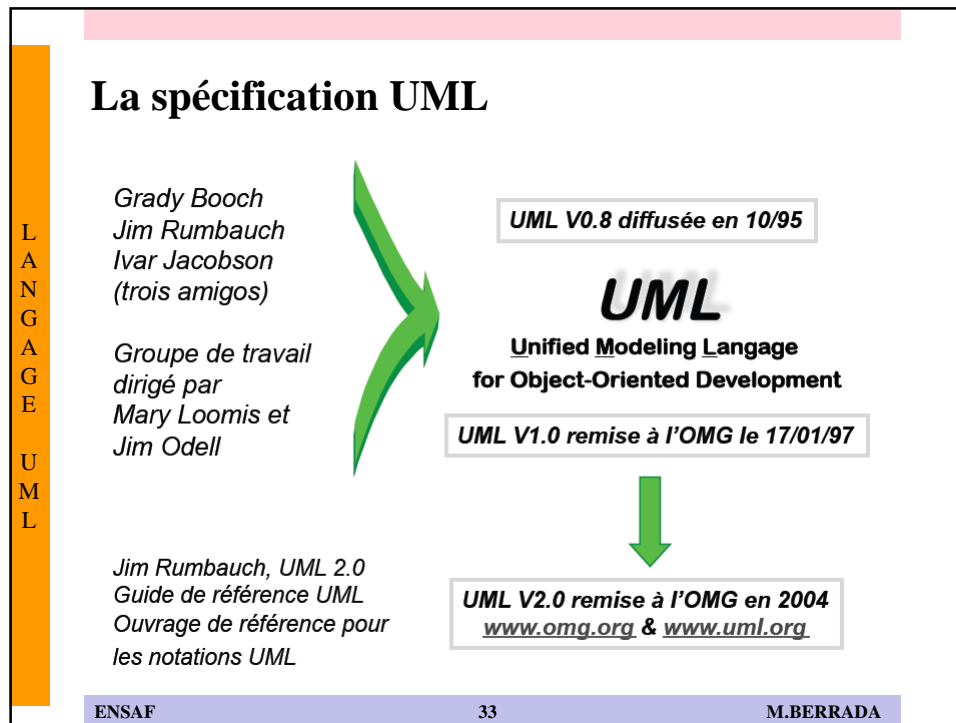 La spécification UML
LANGAGE UML
Grady Booch
Jim Rumbauch
Ivar Jacobson
(trois amigos)
Groupe de travail
dirigé par
Mary Loomis et
Jim Odell
UML V0.8 diffusée en 10/95
UML
Unified Modeling Langage
for Object-Oriented Development
UML V1.0 remise à l'OMG le 17/01/97
Jim Rumbauch, UML 2.0
Guide de référence UML
Ouvrage de référence pour
les notations UML
UML V2.0 remise à l'OMG en 2004
www.omg.org & www.uml.org
ENSAF 33 M.BERRADA